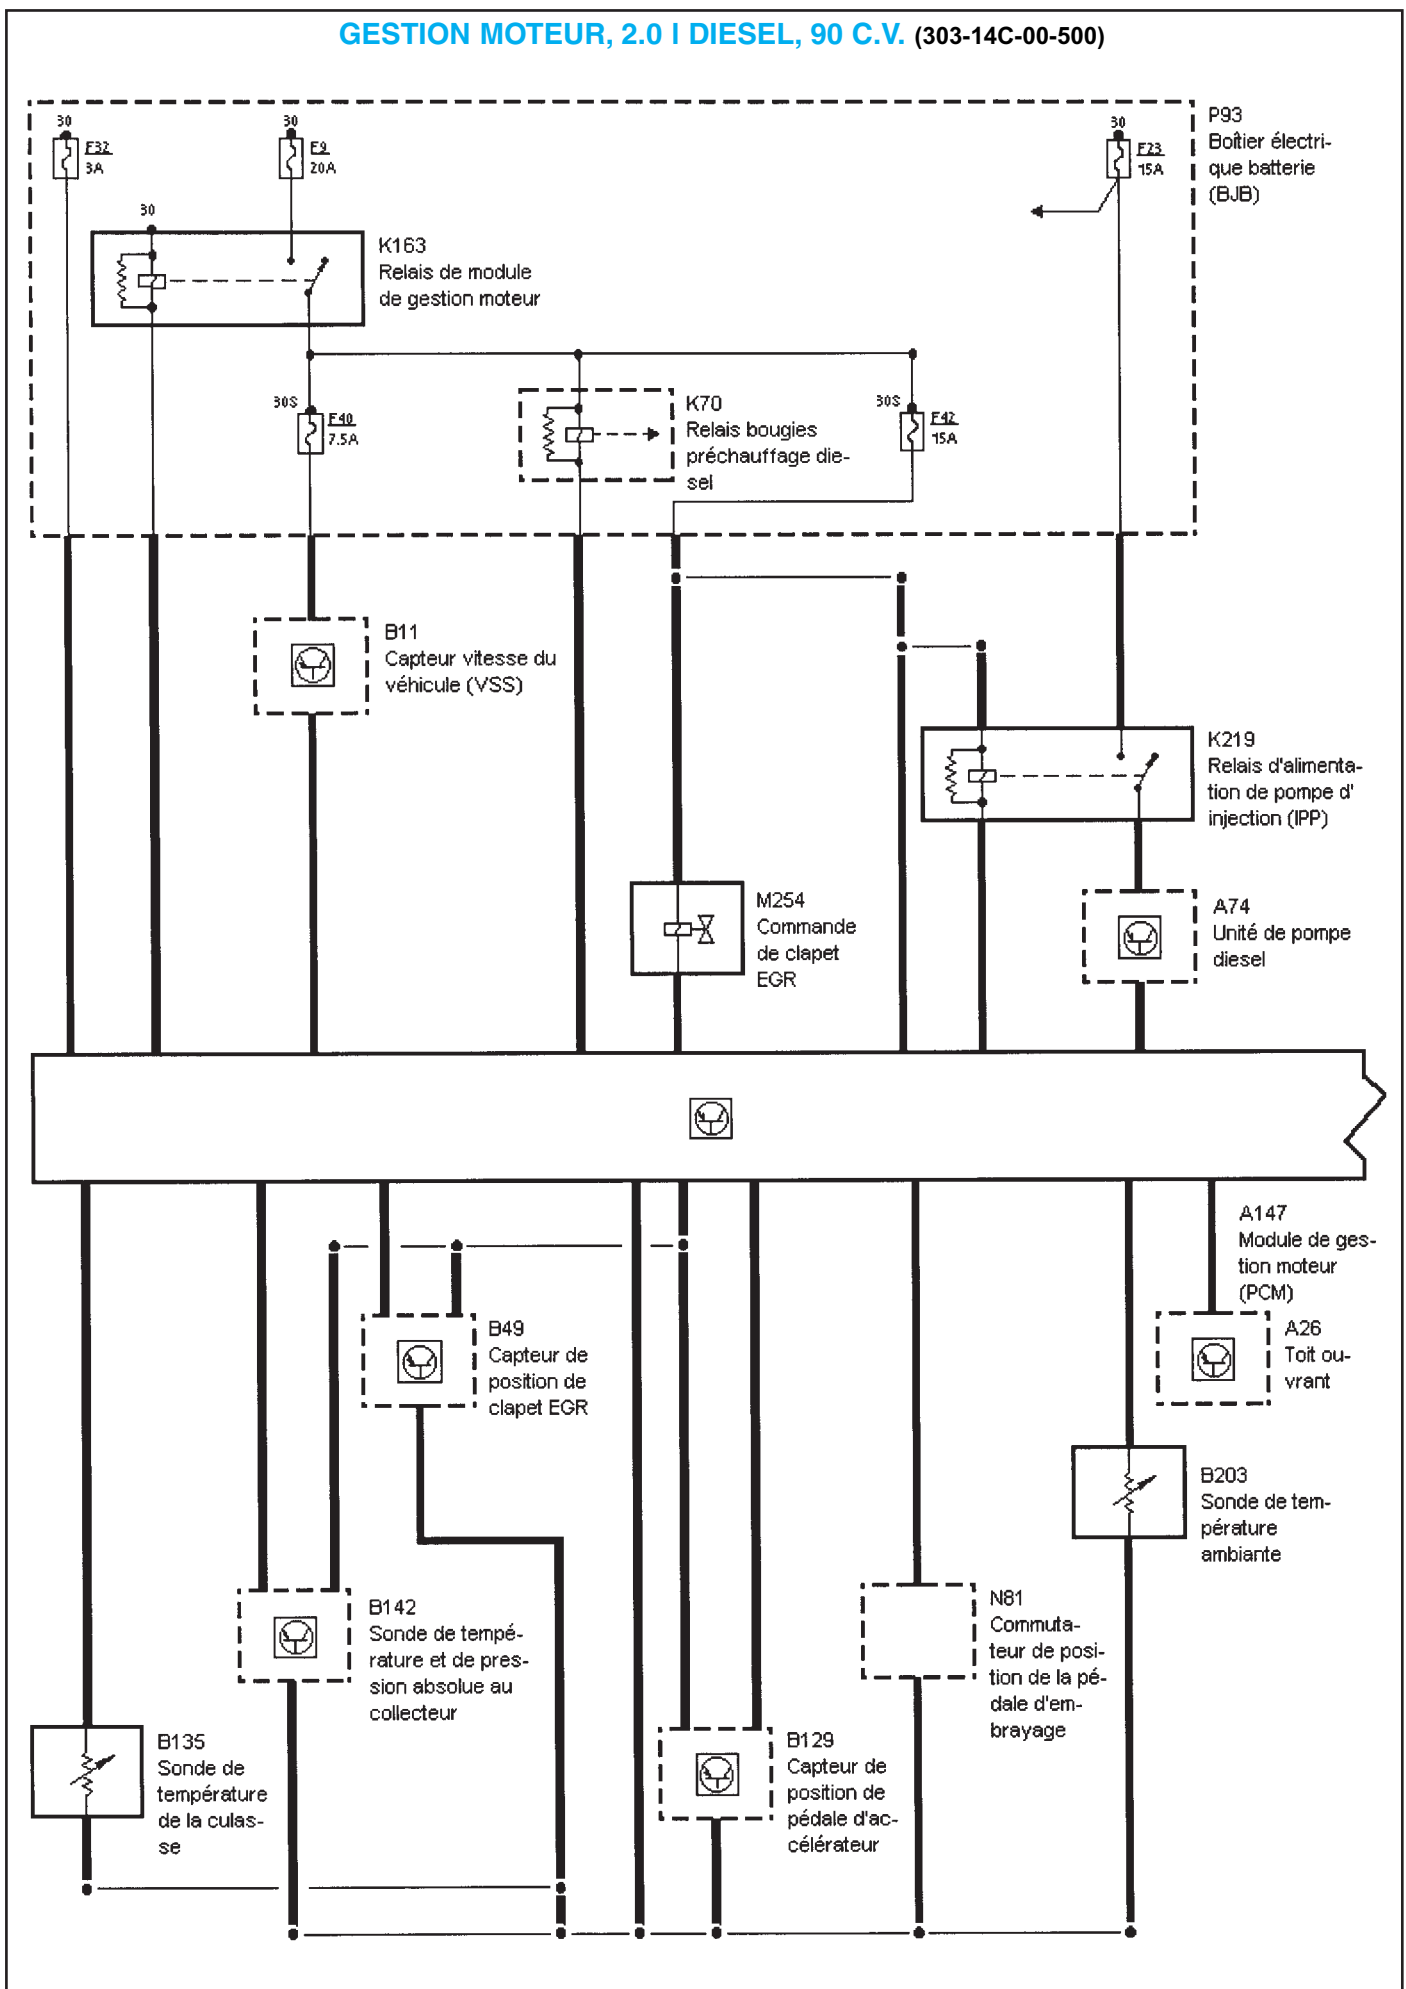 GESTION MOTEUR, 2.0 l DIESEL, 90 C.V. (303-14C-00-500)
30
F32
3A
30
F9
20A
30
F23
15A
P93
Boîtier électri-
que batterie
(BJB)
30
K163
Relais de module
de gestion moteur
30S
F40
7.5A
K70
Relais bougies
préchauffage die-
sel
30S
F42
15A
B11
Capteur vitesse du
véhicule (VSS)
K219
Relais d'alimenta-
tion de pompe d'
injection (IPP)
M254
Commande
de clapet
EGR
A74
Unité de pompe
diesel
A147
Module de ges-
tion moteur
(PCM)
B49
Capteur de
position de
clapet EGR
A26
Toit ou-
vrant
B203
Sonde de tem-
pérature
ambiante
B142
Sonde de tempé-
rature et de pres-
sion absolue au
collecteur
N81
Commuta-
teur de posi-
tion de la pé-
dale d'em-
brayage
B135
Sonde de
température
de la culas-
se
B129
Capteur de
position de
pédale d'ac-
célérateur